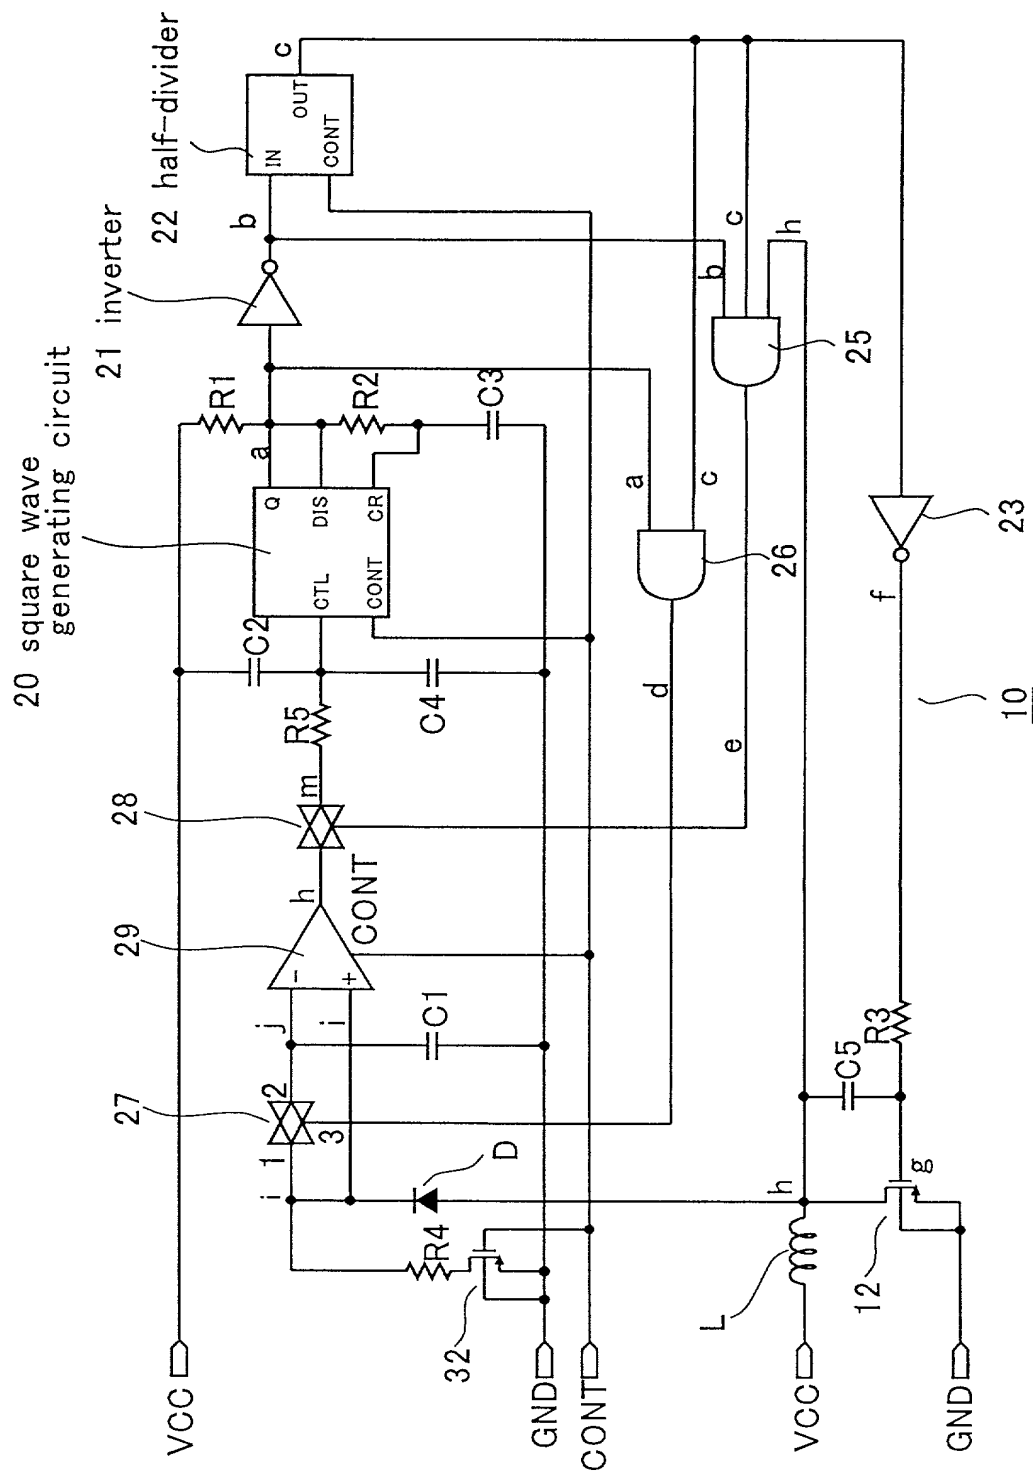 20 square wave
generating circuit
21 inverter
22 half-divider
VCC
R1
a
b
c
IN
OUT
CONT
Q
DIS
CR
CTL
CONT
R2
C3
C2
R5
C4
m
28
h
29
CONT
−
+
j
i
C1
27
1
2
3
i
D
R4
32
GND
CONT
a
c
26
d
b
c
h
25
e
23
f
10
R3
C5
g
h
12
L
VCC
GND